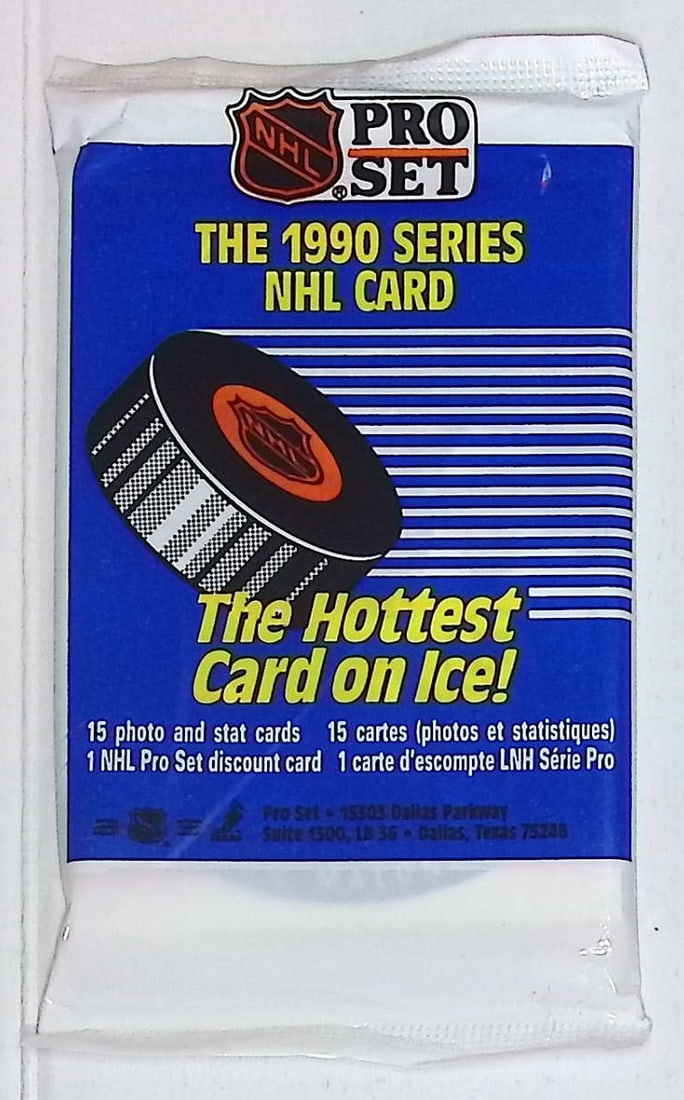 NHL
PRO
SET
®
THE 1990 SERIES
NHL CARD
NHL
The Hottest
Card on Ice!
15 photo and stat cards 15 cartes (photos et statistiques)
1 NHL Pro Set discount card 1 carte d'escompte LNH Série Pro
Pro Set • 15303 Dallas Parkway
Suite 1300, LB 36 • Dallas, Texas 75248